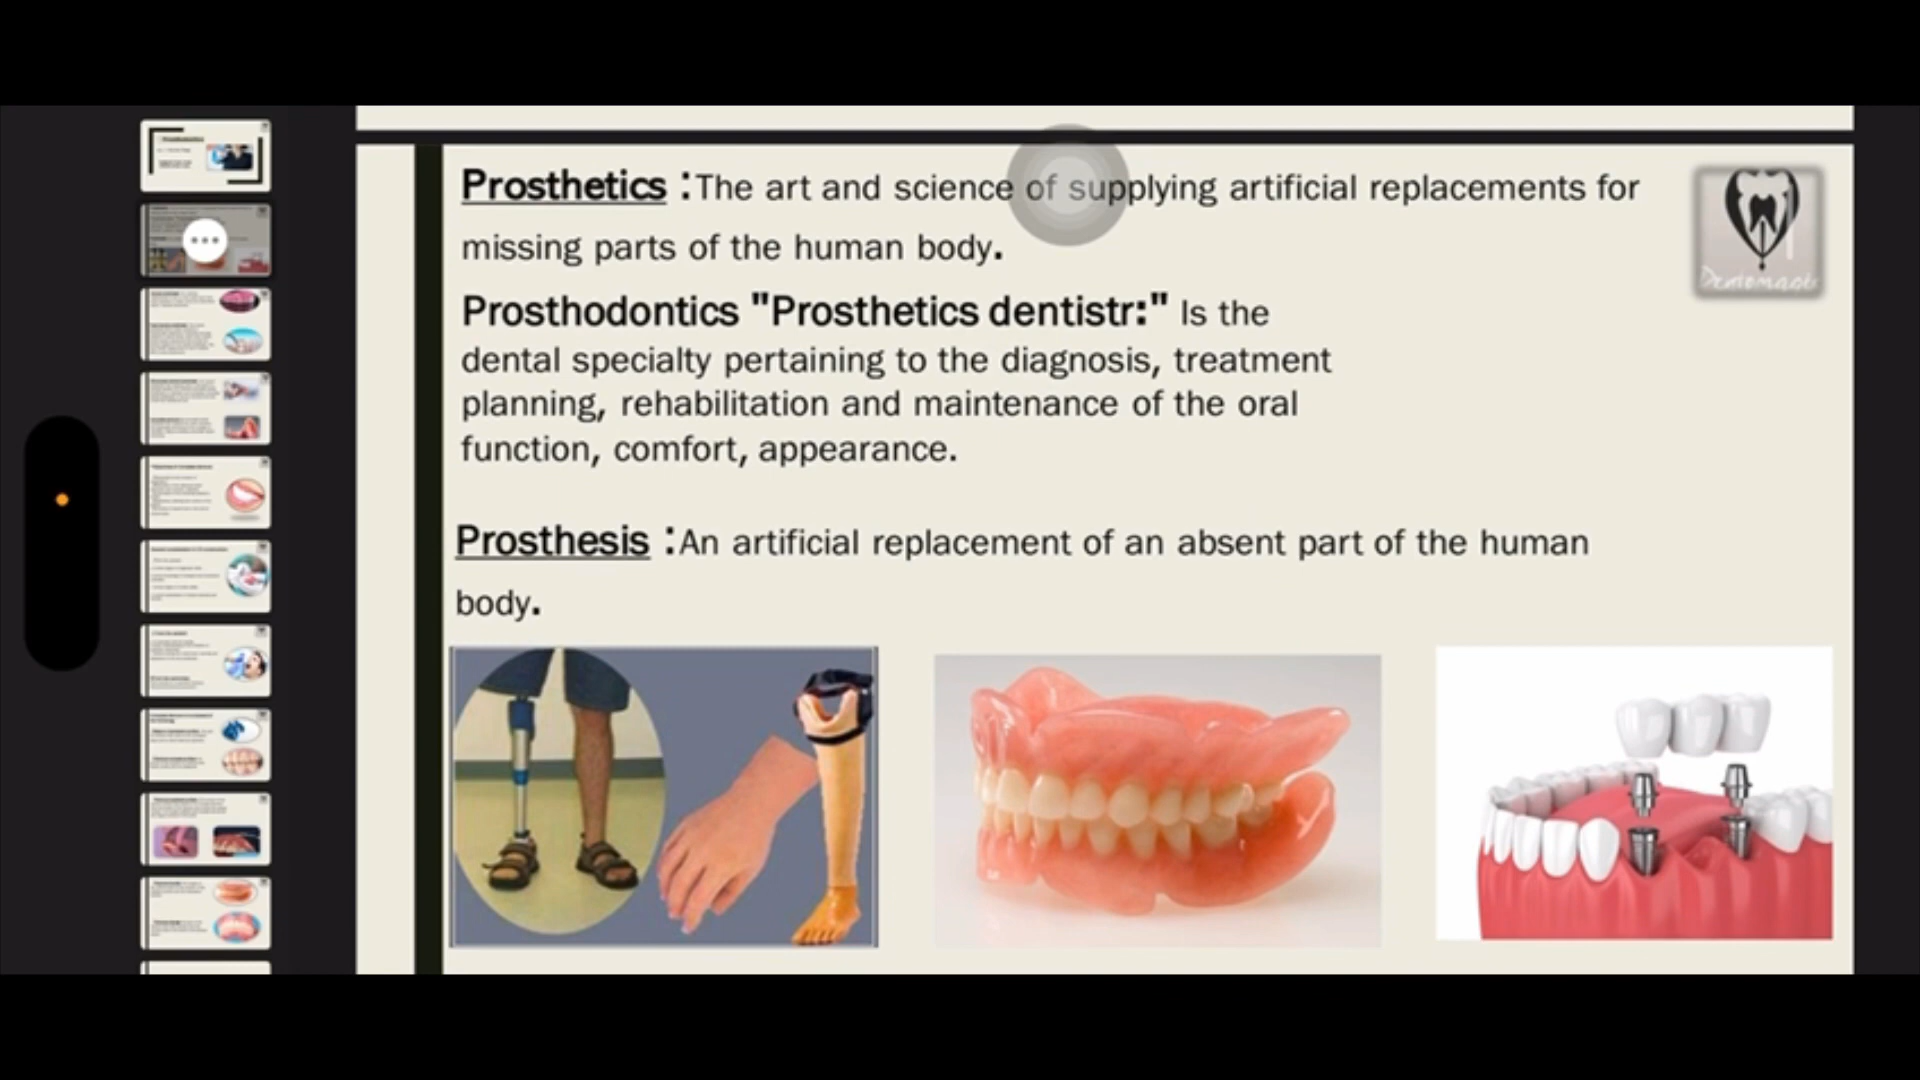 Prosthetics :The art and science of supplying artificial replacements for
missing parts of the human body.
Prosthodontics "Prosthetics dentistr:" Is the
dental specialty pertaining to the diagnosis, treatment
planning, rehabilitation and maintenance of the oral
function, comfort, appearance.
Prosthesis :An artificial replacement of an absent part of the human
body.